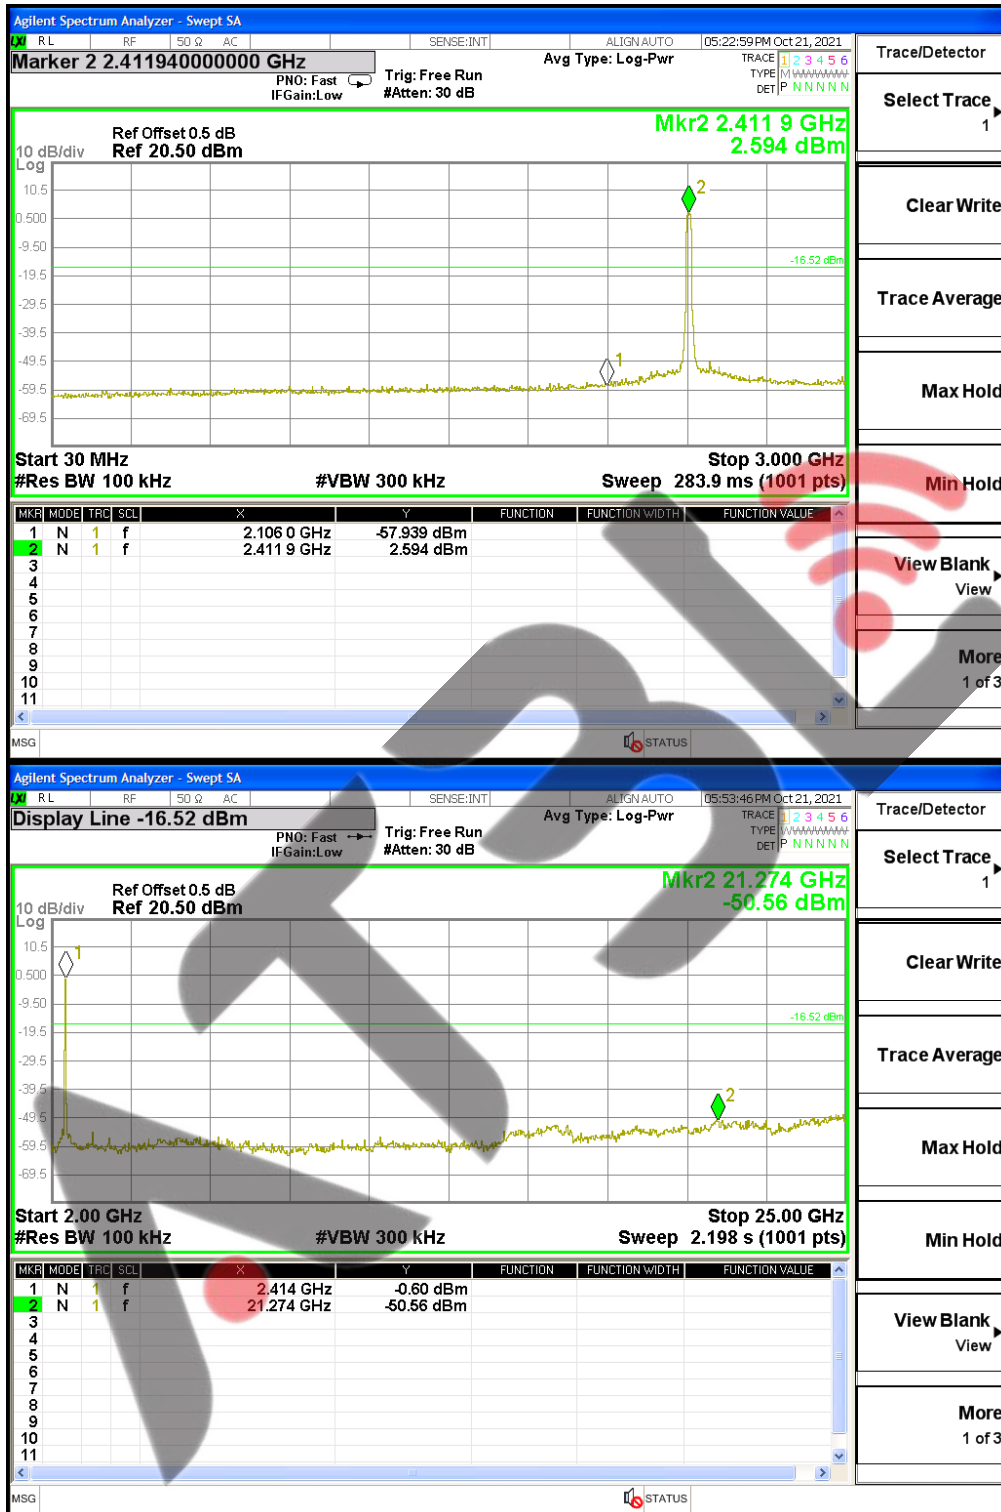 Agilent Spectrum Analyzer - Swept SA
LXI RL RF 50 Ω AC SENSE:INT ALIGNAUTO 05:22:59PM Oct 21, 2021
Marker 2 2.411940000000 GHz
Avg Type: Log-Pwr
TRACE 1 2 3 4 5 6
PNO: Fast
Trig: Free Run
TYPE M
IFGain:Low
#Atten: 30 dB
DET P N N N N N
Mkr2 2.411 9 GHz
2.594 dBm
Ref Offset 0.5 dB
10 dB/div Ref 20.50 dBm
Log
10.5
0.500
-9.50
-19.5
-29.5
-39.5
-49.5
-59.5
-69.5
2
-16.52 dBm
1
Start 30 MHz Stop 3.000 GHz
#Res BW 100 kHz #VBW 300 kHz Sweep 283.9 ms (1001 pts)
MKR MODE TRC SCL X Y FUNCTION FUNCTION WIDTH FUNCTION VALUE
1 N 1 f 2.106 0 GHz -57.939 dBm
2 N 1 f 2.411 9 GHz 2.594 dBm
3
4
5
6
7
8
9
10
11
MSG STATUS
Trace/Detector
Select Trace
1
Clear Write
Trace Average
Max Hold
Min Hold
View Blank
View
More
1 of 3
Agilent Spectrum Analyzer - Swept SA
LXI RL RF 50 Ω AC SENSE:INT ALIGNAUTO 05:53:46PM Oct 21, 2021
Display Line -16.52 dBm
Avg Type: Log-Pwr
TRACE 1 2 3 4 5 6
PNO: Fast
Trig: Free Run
TYPE
IFGain:Low
#Atten: 30 dB
DET P N N N N N
Mkr2 21.274 GHz
-50.56 dBm
Ref Offset 0.5 dB
10 dB/div Ref 20.50 dBm
Log
10.5
0.500
-9.50
-19.5
-29.5
-39.5
-49.5
-59.5
-69.5
1
-16.52 dBm
2
Start 2.00 GHz Stop 25.00 GHz
#Res BW 100 kHz #VBW 300 kHz Sweep 2.198 s (1001 pts)
MKR MODE TRC SCL X Y FUNCTION FUNCTION WIDTH FUNCTION VALUE
1 N 1 f 2.414 GHz -0.60 dBm
2 N 1 f 21.274 GHz -50.56 dBm
3
4
5
6
7
8
9
10
11
MSG STATUS
Trace/Detector
Select Trace
1
Clear Write
Trace Average
Max Hold
Min Hold
View Blank
View
More
1 of 3